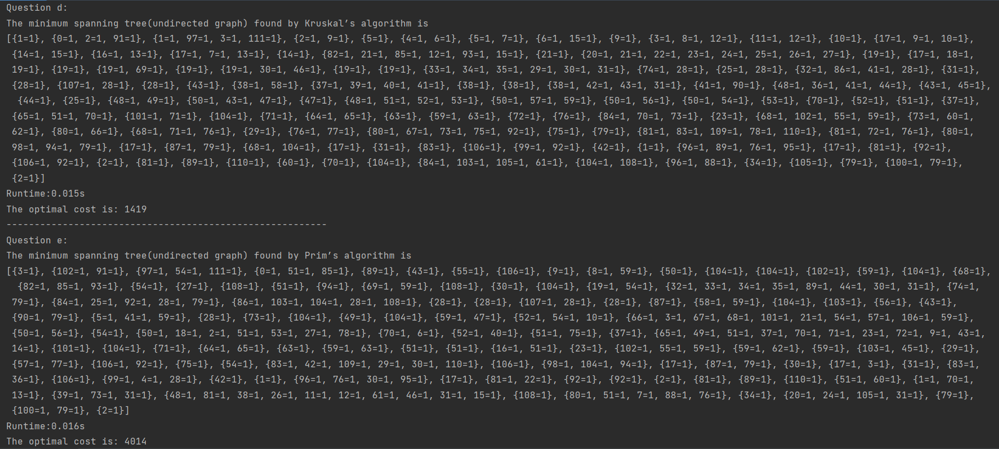 Question d:
The minimum spanning tree(undirected graph) found by Kruskal’s algorithm is
[{1=1}, {0=1, 2=1, 91=1}, {1=1, 97=1, 3=1, 111=1}, {2=1, 9=1}, {5=1}, {4=1, 6=1}, {5=1, 7=1}, {6=1, 15=1}, {9=1}, {3=1, 8=1, 12=1}, {11=1, 12=1}, {10=1}, {17=1, 9=1, 10=1},
{14=1, 15=1}, {16=1, 13=1}, {17=1, 7=1, 13=1}, {14=1}, {82=1, 21=1, 85=1, 12=1, 93=1, 15=1}, {21=1}, {20=1, 21=1, 22=1, 23=1, 24=1, 25=1, 26=1, 27=1}, {19=1}, {17=1, 18=1,
19=1}, {19=1}, {19=1, 69=1}, {19=1}, {19=1, 30=1, 46=1}, {19=1}, {19=1}, {33=1, 34=1, 35=1, 29=1, 30=1, 31=1}, {74=1, 28=1}, {25=1, 28=1}, {32=1, 86=1, 41=1, 28=1}, {31=1},
{28=1}, {107=1, 28=1}, {28=1}, {43=1}, {38=1, 58=1}, {37=1, 39=1, 40=1, 41=1}, {38=1}, {38=1}, {38=1, 42=1, 43=1, 31=1}, {41=1, 90=1}, {48=1, 36=1, 41=1, 44=1}, {43=1, 45=1},
{44=1}, {25=1}, {48=1, 49=1}, {50=1, 43=1, 47=1}, {47=1}, {48=1, 51=1, 52=1, 53=1}, {50=1, 57=1, 59=1}, {50=1, 56=1}, {50=1, 54=1}, {53=1}, {70=1}, {52=1}, {51=1}, {37=1},
{65=1, 51=1, 70=1}, {101=1, 71=1}, {104=1}, {71=1}, {64=1, 65=1}, {63=1}, {59=1, 63=1}, {72=1}, {76=1}, {84=1, 70=1, 73=1}, {23=1}, {68=1, 102=1, 55=1, 59=1}, {73=1, 60=1,
62=1}, {80=1, 66=1}, {68=1, 71=1, 76=1}, {29=1}, {76=1, 77=1}, {80=1, 67=1, 73=1, 75=1, 92=1}, {75=1}, {79=1}, {81=1, 83=1, 109=1, 78=1, 110=1}, {81=1, 72=1, 76=1}, {80=1,
98=1, 94=1, 79=1}, {17=1}, {87=1, 79=1}, {68=1, 104=1}, {17=1}, {31=1}, {83=1}, {106=1}, {99=1, 92=1}, {42=1}, {1=1}, {96=1, 89=1, 76=1, 95=1}, {17=1}, {81=1}, {92=1},
{106=1, 92=1}, {2=1}, {81=1}, {89=1}, {110=1}, {60=1}, {70=1}, {104=1}, {84=1, 103=1, 105=1, 61=1}, {104=1, 108=1}, {96=1, 88=1}, {34=1}, {105=1}, {79=1}, {100=1, 79=1},
{2=1}]
Runtime:0.015s
The optimal cost is: 1419
---------------------------------------------------------
Question e:
The minimum spanning tree(undirected graph) found by Prim’s algorithm is
[{3=1}, {102=1, 91=1}, {97=1, 54=1, 111=1}, {0=1, 51=1, 85=1}, {89=1}, {43=1}, {55=1}, {106=1}, {9=1}, {8=1, 59=1}, {50=1}, {104=1}, {104=1}, {102=1}, {59=1}, {104=1}, {68=1},
{82=1, 85=1, 93=1}, {54=1}, {27=1}, {108=1}, {51=1}, {94=1}, {69=1, 59=1}, {108=1}, {30=1}, {104=1}, {19=1, 54=1}, {32=1, 33=1, 34=1, 35=1, 89=1, 44=1, 30=1, 31=1}, {74=1,
79=1}, {84=1, 25=1, 92=1, 28=1, 79=1}, {86=1, 103=1, 104=1, 28=1, 108=1}, {28=1}, {28=1}, {107=1, 28=1}, {28=1}, {87=1}, {58=1, 59=1}, {104=1}, {103=1}, {56=1}, {43=1},
{90=1, 79=1}, {5=1, 41=1, 59=1}, {28=1}, {73=1}, {104=1}, {49=1}, {104=1}, {59=1, 47=1}, {52=1, 54=1, 10=1}, {66=1, 3=1, 67=1, 68=1, 101=1, 21=1, 54=1, 57=1, 106=1, 59=1},
{50=1, 56=1}, {54=1}, {50=1, 18=1, 2=1, 51=1, 53=1, 27=1, 78=1}, {70=1, 6=1}, {52=1, 40=1}, {51=1, 75=1}, {37=1}, {65=1, 49=1, 51=1, 37=1, 70=1, 71=1, 23=1, 72=1, 9=1, 43=1,
14=1}, {101=1}, {104=1}, {71=1}, {64=1, 65=1}, {63=1}, {59=1, 63=1}, {51=1}, {51=1}, {16=1, 51=1}, {23=1}, {102=1, 55=1, 59=1}, {59=1, 62=1}, {59=1}, {103=1, 45=1}, {29=1},
{57=1, 77=1}, {106=1, 92=1}, {75=1}, {54=1}, {83=1, 42=1, 109=1, 29=1, 30=1, 110=1}, {106=1}, {98=1, 104=1, 94=1}, {17=1}, {87=1, 79=1}, {30=1}, {17=1, 3=1}, {31=1}, {83=1,
36=1}, {106=1}, {99=1, 4=1, 28=1}, {42=1}, {1=1}, {96=1, 76=1, 30=1, 95=1}, {17=1}, {81=1, 22=1}, {92=1}, {92=1}, {2=1}, {81=1}, {89=1}, {110=1}, {51=1, 60=1}, {1=1, 70=1,
13=1}, {39=1, 73=1, 31=1}, {48=1, 81=1, 38=1, 26=1, 11=1, 12=1, 61=1, 46=1, 31=1, 15=1}, {108=1}, {80=1, 51=1, 7=1, 88=1, 76=1}, {34=1}, {20=1, 24=1, 105=1, 31=1}, {79=1},
{100=1, 79=1}, {2=1}]
Runtime:0.016s
The optimal cost is: 4014